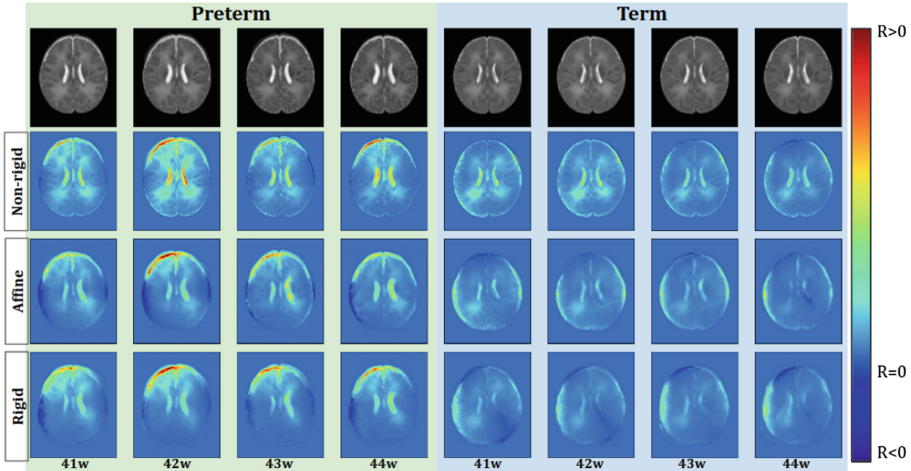 Preterm Term
R>0
Non-rigid
Affine
R=0
Rigid
R<0
41w 42w 43w 44w 41w 42w 43w 44w